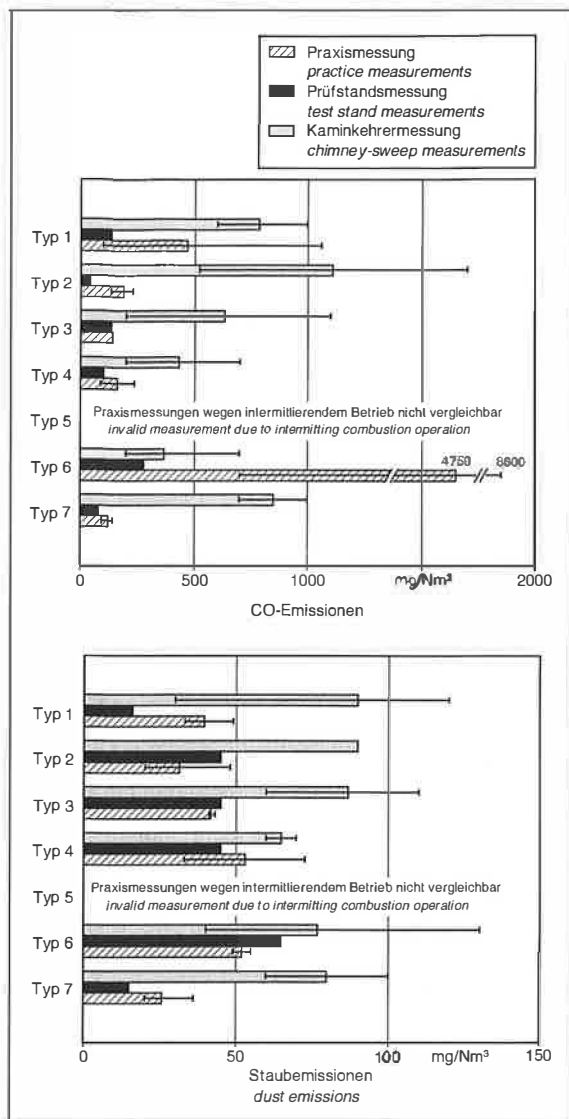 Praxismessung
practice measurements
Prüfstandsmessung
test stand measurements
Kaminkehrermessung
chimney-sweep measurements
Typ 1
Typ 2
Typ 3
Typ 4
Typ 5
Praxismessungen wegen intermittierendem Betrieb nicht vergleichbar
invalid measurement due to intermitting combustion operation
4750
8600
Typ 6
Typ 7
0 500 1000 mg/Nm³ 2000
CO-Emissionen
Typ 1
Typ 2
Typ 3
Typ 4
Typ 5
Praxismessungen wegen intermittierendem Betrieb nicht vergleichbar
invalid measurement due to intermitting combustion operation
Typ 6
Typ 7
0 50 100 mg/Nm³ 150
Staubemissionen
dust emissions